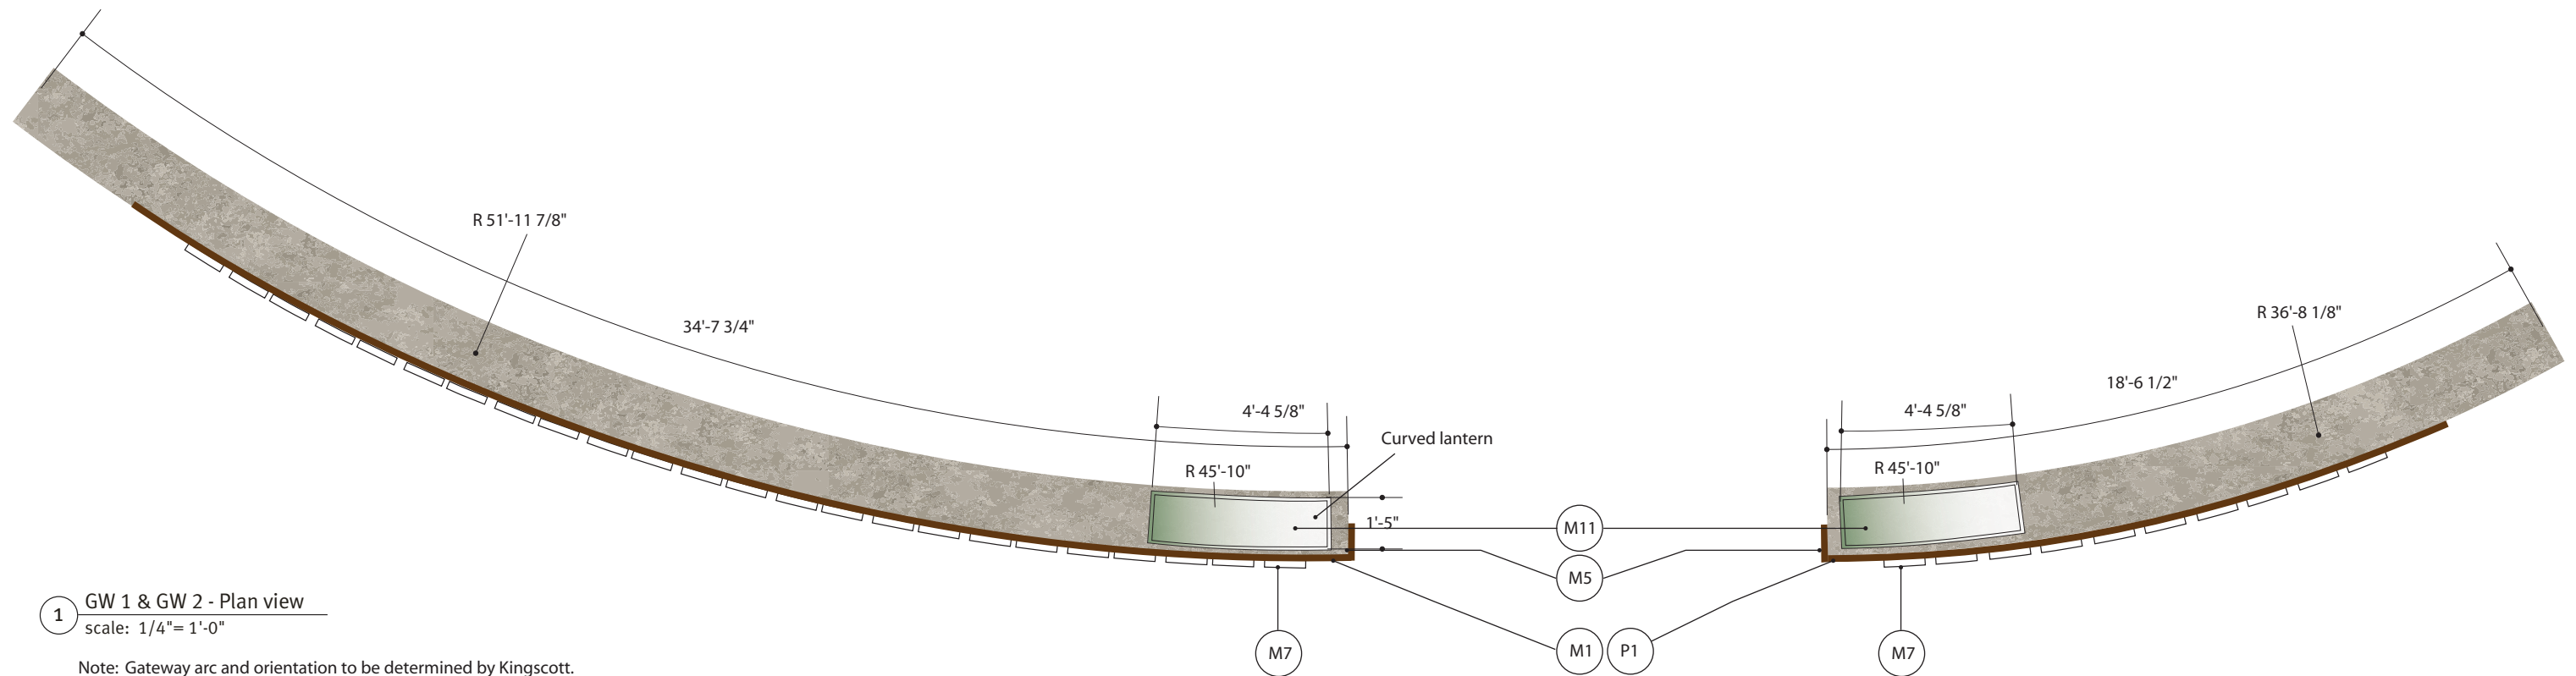 R 51'-11 7/8"
34'-7 3/4"
4'-4 5/8"
Curved lantern
R 45'-10"
1'-5"
R 36'-8 1/8"
18'-6 1/2"
4'-4 5/8"
R 45'-10"
M11
M5
M7
M1
P1
M7
1
GW 1 & GW 2 - Plan view
scale: 1/4"= 1'-0"
Note: Gateway arc and orientation to be determined by Kingscott.